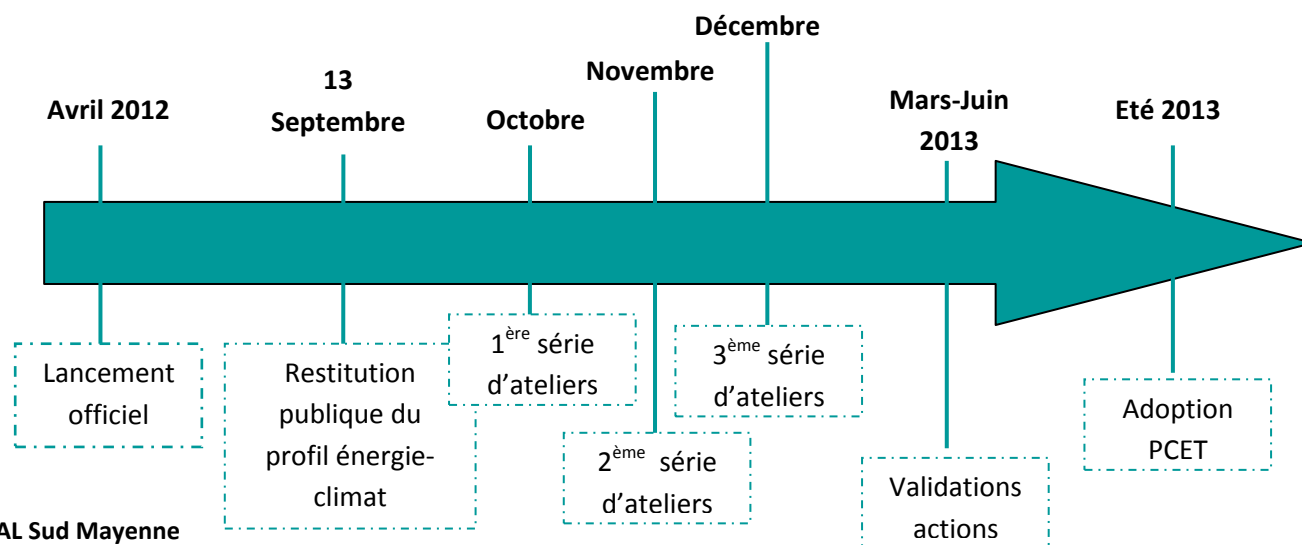 Décembre
Novembre
13
Septembre
Avril 2012
Octobre
Mars-Juin
2013
Eté 2013
Lancement
officiel
Restitution
publique du
profil énergie-
climat
1ère série
d'ateliers
2ème série
d'ateliers
3ème série
d'ateliers
Validations
actions
Adoption
PCET
AL Sud Mayenne